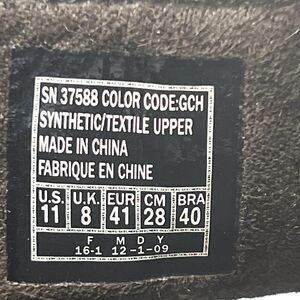 SN 37588 COLOR CODE:GCH
SYNTHETIC/TEXTILE UPPER
MADE IN CHINA
FABRIQUE EN CHINE
U.S. U.K. EUR CM BRA
11 8 41 28 40
F M D Y
16-1 12-1-09